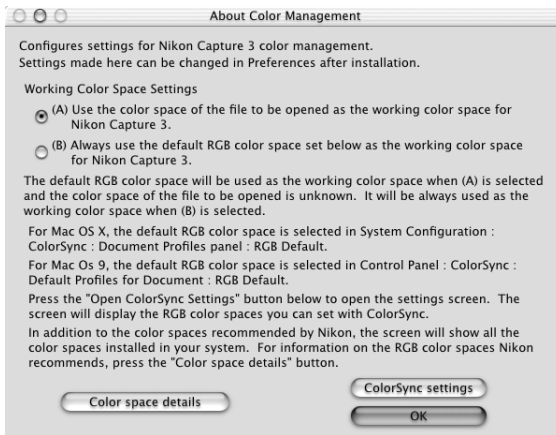 About Color Management
Configures settings for Nikon Capture 3 color management.
Settings made here can be changed in Preferences after installation.
Working Color Space Settings
(A) Use the color space of the file to be opened as the working color space for
Nikon Capture 3.
(B) Always use the default RGB color space set below as the working color space
for Nikon Capture 3.
The default RGB color space will be used as the working color space when (A) is selected
and the color space of the file to be opened is unknown.  It will be always used as the
working color space when (B) is selected.
For Mac OS X, the default RGB color space is selected in System Configuration :
ColorSync : Document Profiles panel : RGB Default.
For Mac Os 9, the default RGB color space is selected in Control Panel : ColorSync :
Default Profiles for Document : RGB Default.
Press the "Open ColorSync Settings" button below to open the settings screen.  The
screen will display the RGB color spaces you can set with ColorSync.
In addition to the color spaces recommended by Nikon, the screen will show all the
color spaces installed in your system.  For information on the RGB color spaces Nikon
recommends, press the "Color space details" button.
ColorSync settings
Color space details
OK